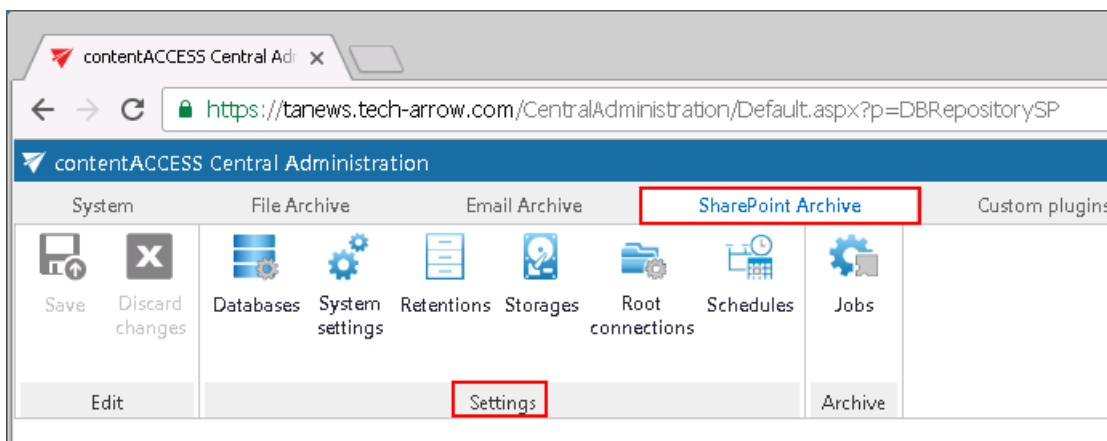 contentACCESS Central Adr
https://tanews.tech-arrow.com/CentralAdministration/Default.aspx?p=DBRepositorySP
contentACCESS Central Administration
System File Archive Email Archive SharePoint Archive Custom plugins
Save Discard changes Databases System settings Retentions Storages Root connections Schedules Jobs
Edit Settings Archive